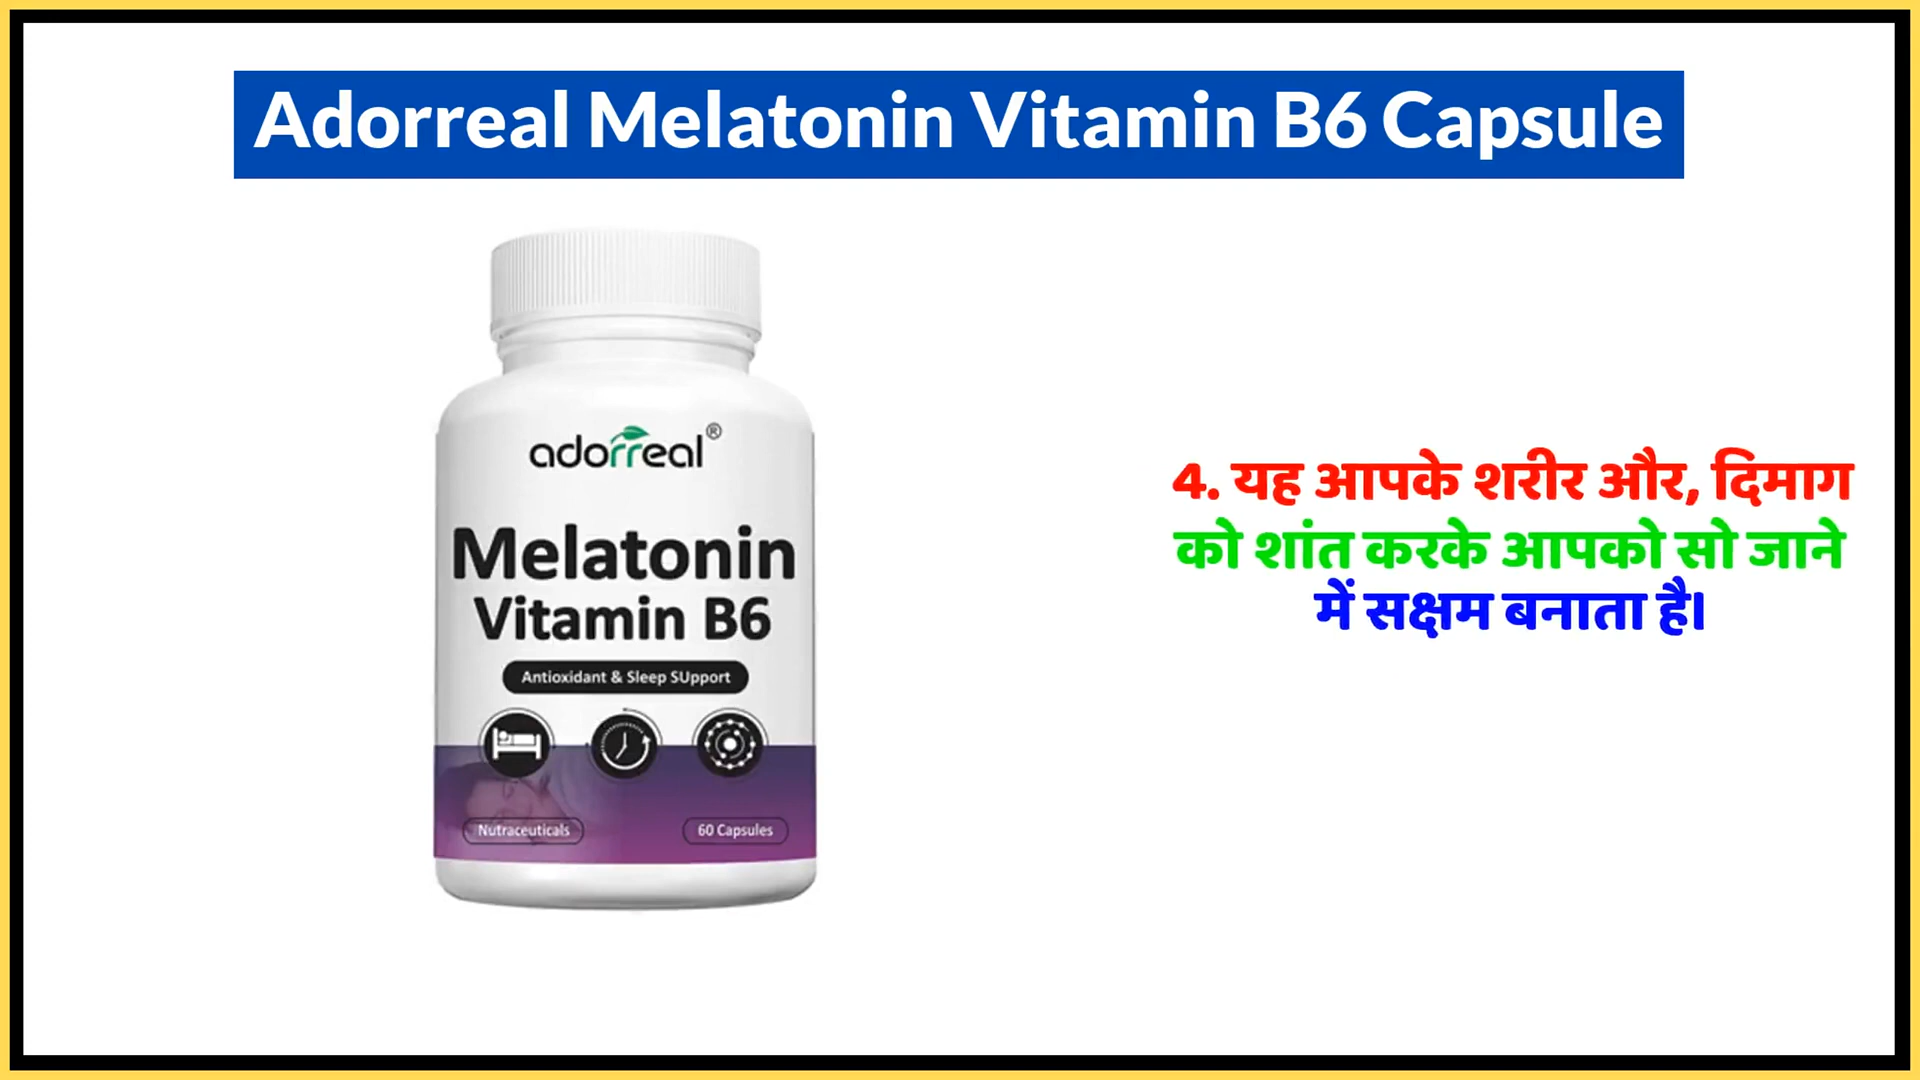 Adorreal Melatonin Vitamin B6 Capsule
adorreal®
Melatonin
Vitamin B6
Antioxidant & Sleep SUpport
Nutraceuticals
60 Capsules
4. यह आपके शरीर और, दिमाग
को शांत करके आपको सो जाने
में सक्षम बनाता है।